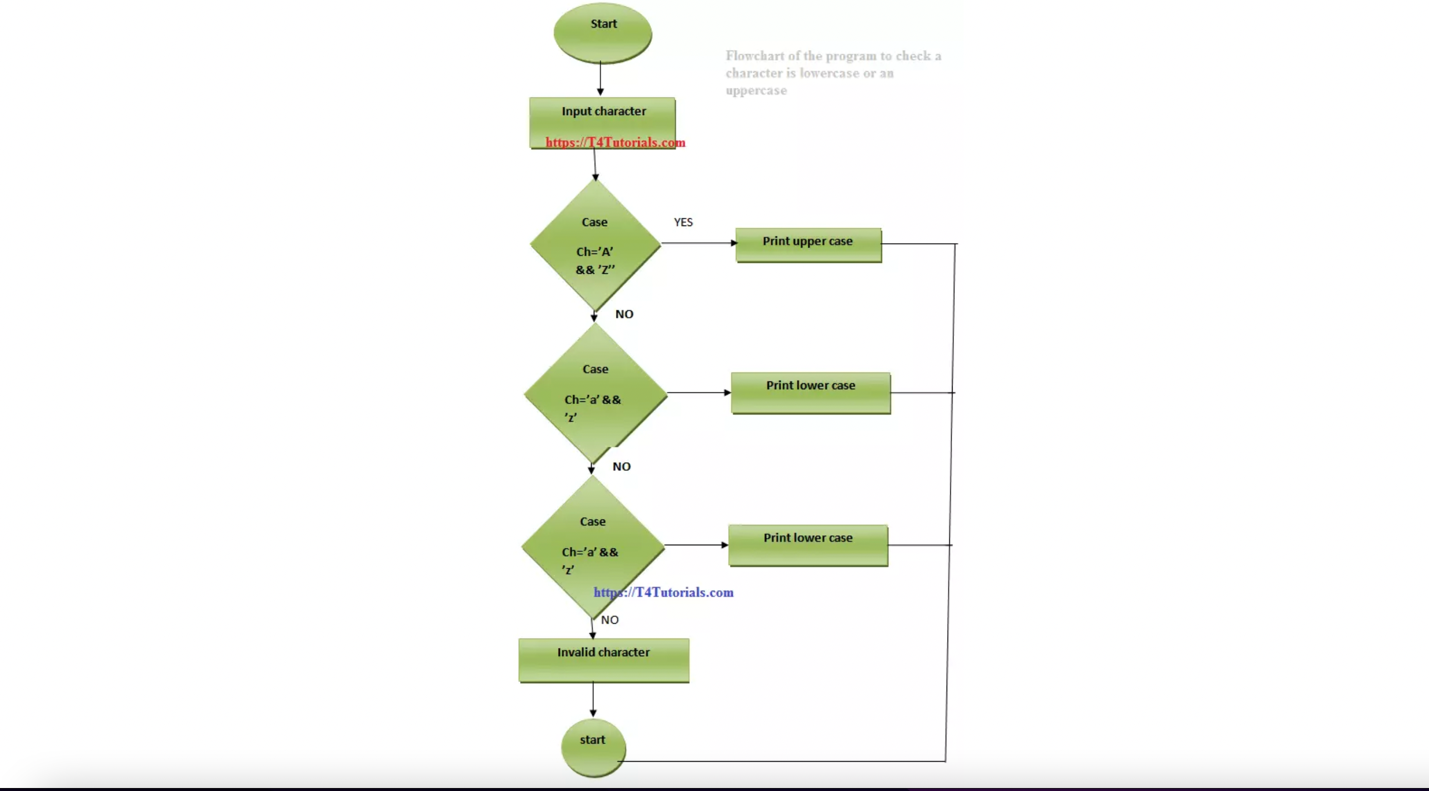 Start
Flowchart of the program to check a
character is lowercase or an
uppercase
Input character
https://T4Tutorials.com
Case
Ch='A'
&& 'Z''
YES
Print upper case
NO
Case
Ch='a' &&
'z'
Print lower case
NO
Case
Ch='a' &&
'z'
Print lower case
https://T4Tutorials.com
NO
Invalid character
start